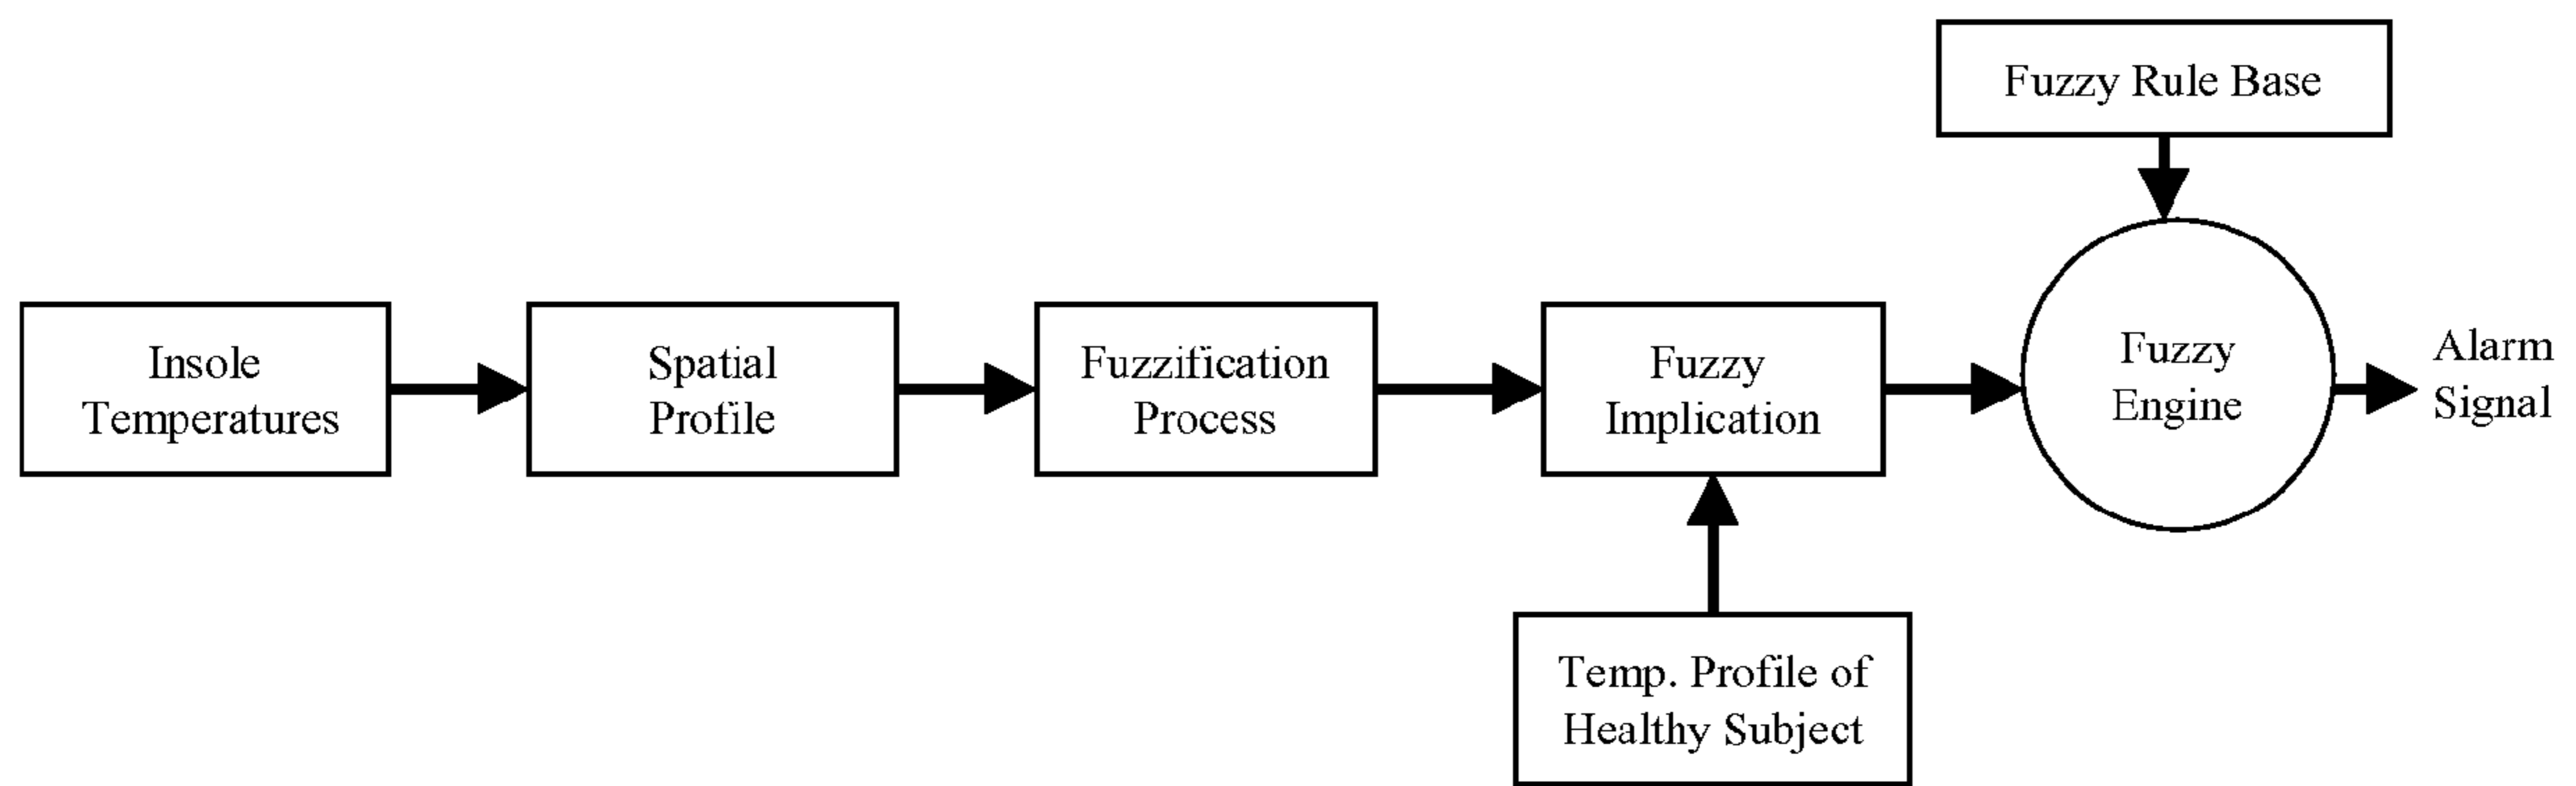 Fuzzy Rule Base
Insole
Temperatures
Spatial
Profile
Fuzzification
Process
Fuzzy
Implication
Fuzzy
Engine
Alarm
Signal
Temp. Profile of
Healthy Subject